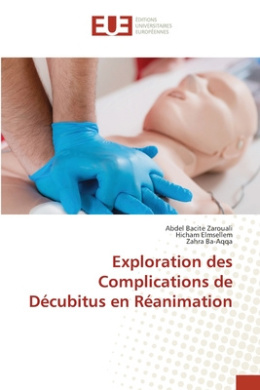 EUE
ÉDITIONS
UNIVERSITAIRES
EUROPÉENNES
Abdel Bacite Zarouali
Hicham Elmsellem
Zahra Ba-Aqqa
Exploration des
Complications de
Décubitus en Réanimation